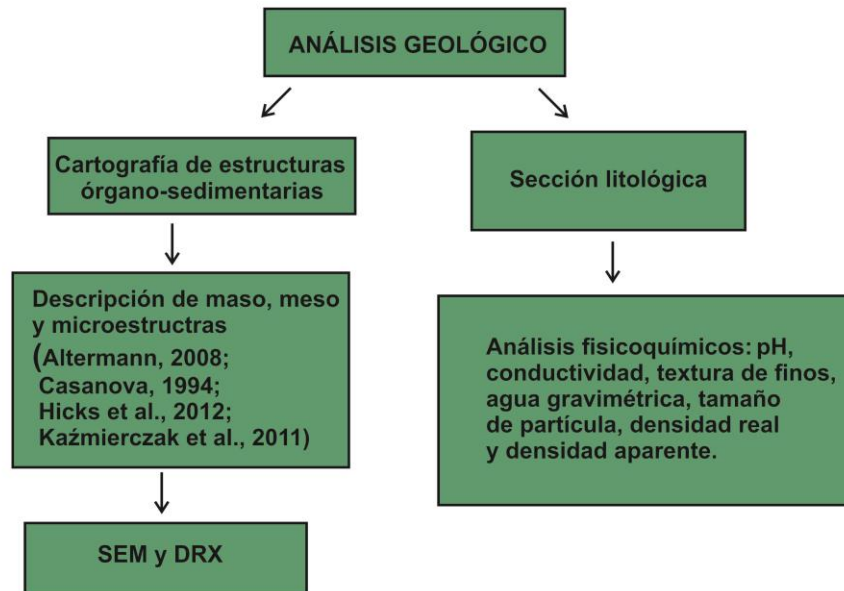 ANÁLISIS GEOLÓGICO
Cartografía de estructuras
órgano-sedimentarias
Sección litológica
Descripción de maso, meso
y microestructras
(Altermann, 2008;
Casanova, 1994;
Hicks et al., 2012;
Kaźmierczak et al., 2011)
Análisis fisicoquímicos: pH,
conductividad, textura de finos,
agua gravimétrica, tamaño
de partícula, densidad real
y densidad aparente.
SEM y DRX